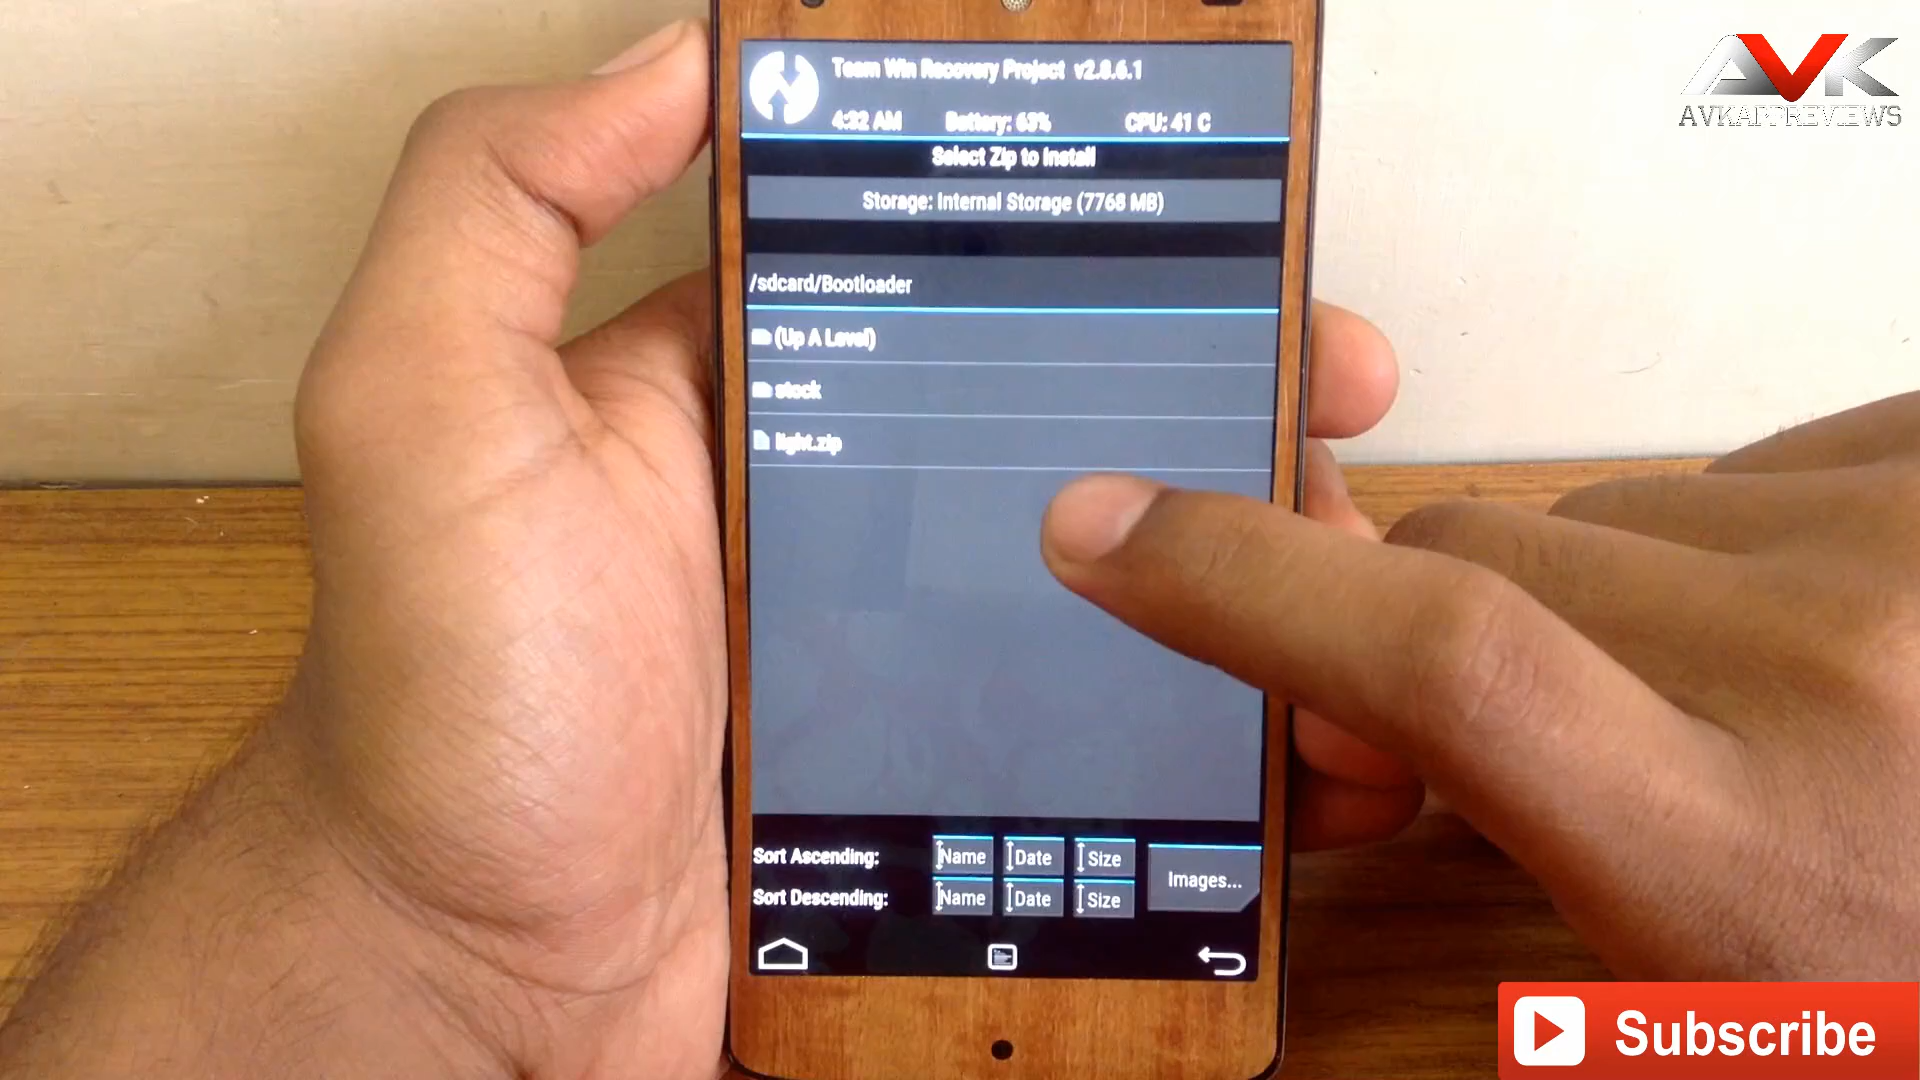 Team Win Recovery Project v2.8.6.1
4:32 AM Battery: 63% CPU: 41 C
Select Zip to Install
Storage: Internal Storage (7768 MB)
/sdcard/Bootloader
(Up A Level)
stock
light.zip
Sort Ascending: Name Date Size
Sort Descending: Name Date Size
Images...
AVK
AVKAPPREVIEWS
Subscribe